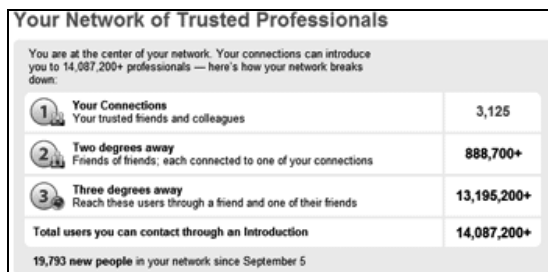 Your Network of Trusted Professionals
You are at the center of your network. Your connections can introduce
you to 14,087,200+ professionals — here's how your network breaks
down:
1
Your Connections
Your trusted friends and colleagues
3,125
2
Two degrees away
Friends of friends; each connected to one of your connections
888,700+
3
Three degrees away
Reach these users through a friend and one of their friends
13,195,200+
Total users you can contact through an Introduction
14,087,200+
19,793 new people in your network since September 5